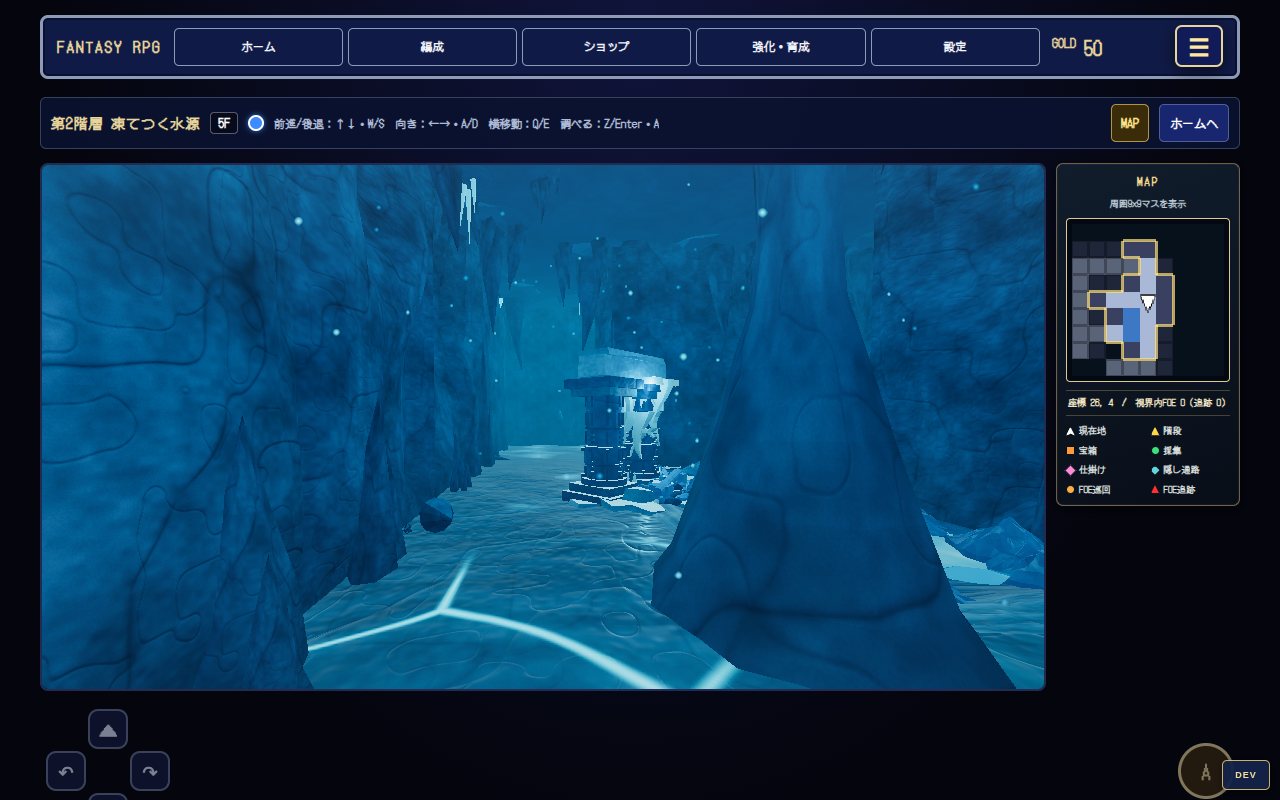 FANTASY RPG
ホーム
編成
ショップ
強化・育成
設定
GOLD 50
第2階層 凍てつく水源 5F
前進/後退：↑↓・W/S 向き：←→・A/D 横移動：Q/E 調べる：Z/Enter・A
MAP
ホームへ
MAP
周囲9x9マスを表示
座標 26, 4 / 視界内FOE 0 (追跡 0)
現在地
階段
宝箱
採集
仕掛け
隠し通路
FOE巡回
FOE追跡
A
DEV